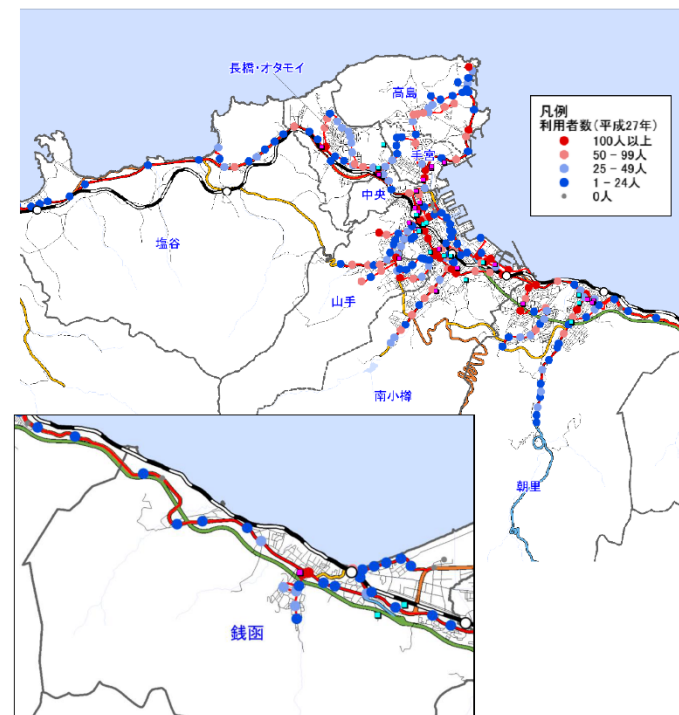 長橋・オタモイ
高島
凡例
利用者数(平成27年)
100人以上
50 - 99人
25 - 49人
1 - 24人
0人
手宮
中央
塩谷
山手
南小樽
朝里
銭函